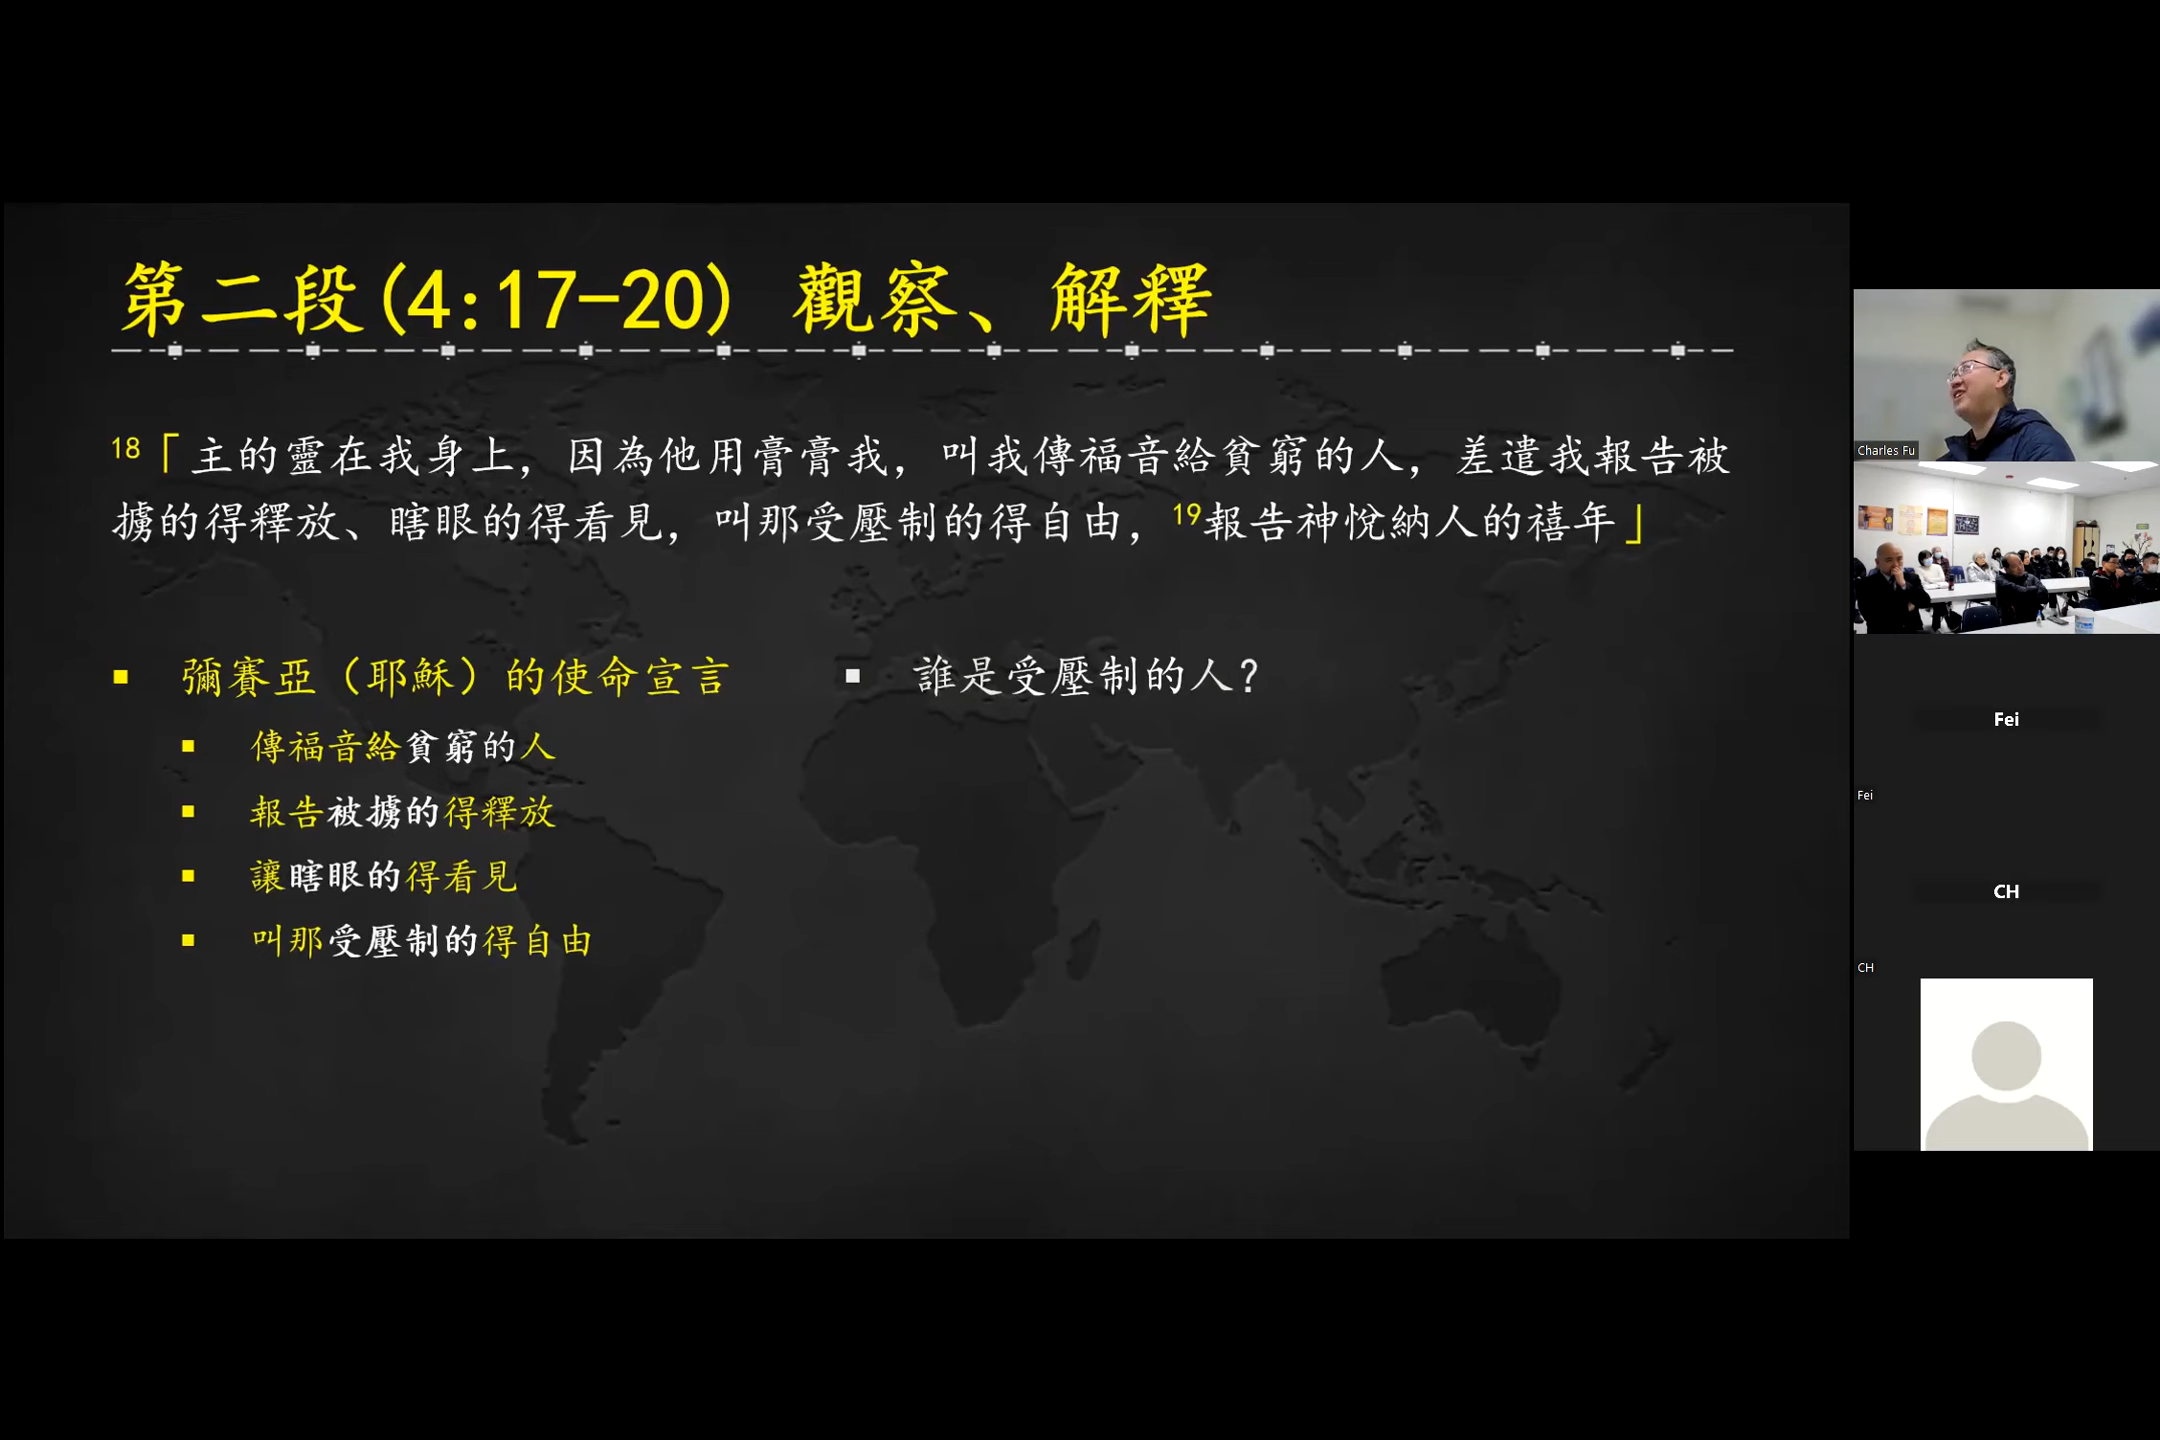 第二段(4:17-20) 觀察、解釋
18「主的靈在我身上，因為他用膏膏我，叫我傳福音給貧窮的人，差遣我報告被
擄的得釋放、瞎眼的得看見，叫那受壓制的得自由，19報告神悅納人的禧年」
▪ 彌賽亞（耶穌）的使命宣言
▪ 傳福音給貧窮的人
▪ 報告被擄的得釋放
▪ 讓瞎眼的得看見
▪ 叫那受壓制的得自由
▪ 誰是受壓制的人?
Charles Fu
Fei
Fei
CH
CH